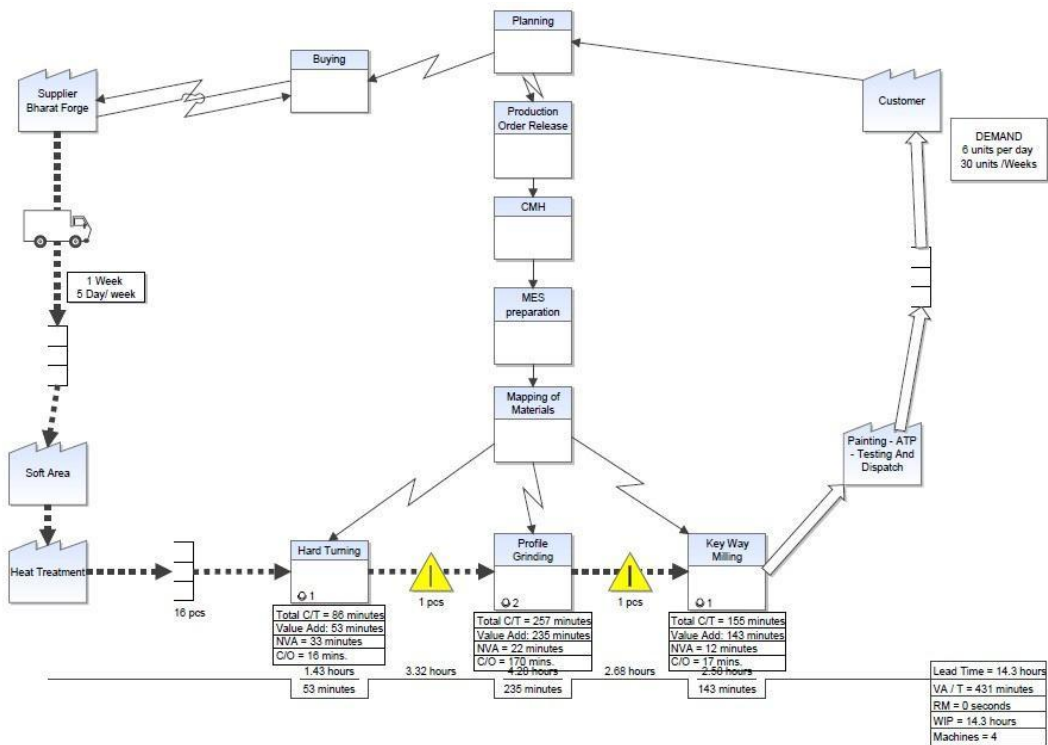 Planning
Buying
Supplier
Bharat Forge
Production
Order Release
Customer
DEMAND
6 units per day
30 units /Weeks
CMH
1 Week
5 Day/ week
MES
preparation
Mapping of
Materials
Painting - ATP
- Testing And
Dispatch
Soft Area
Heat Treatment
16 pcs
Hard Turning
1
Total C/T = 86 minutes
Value Add: 53 minutes
NVA = 33 minutes
C/O = 16 mins.
I
1 pcs
Profile
Grinding
2
Total C/T = 257 minutes
Value Add: 235 minutes
NVA = 22 minutes
C/O = 170 mins.
I
1 pcs
Key Way
Milling
1
Total C/T = 155 minutes
Value Add: 143 minutes
NVA = 12 minutes
C/O = 17 mins.
1.43 hours
3.32 hours
4.28 hours
2.68 hours
2.58 hours
53 minutes
235 minutes
143 minutes
Lead Time = 14.3 hours
VA / T = 431 minutes
RM = 0 seconds
WIP = 14.3 hours
Machines = 4